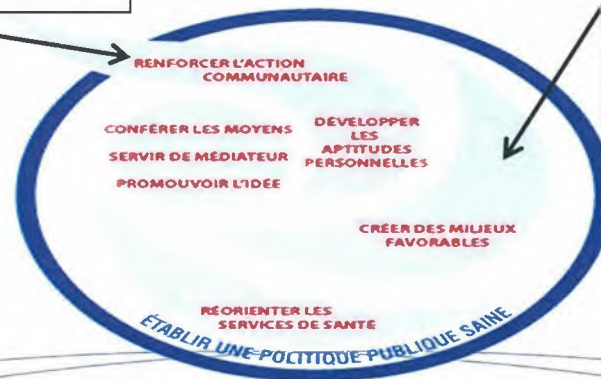 RENFORCER L'ACTION
COMMUNAUTAIRE
CONFÉRER LES MOYENS
SERVIR DE MÉDIATEUR
PROMOUVOIR L'IDÉE
DÉVELOPPER
LES
APTITUDES
PERSONNELLES
CRÉER DES MILIEUX
FAVORABLES
RÉORIENTER LES
SERVICES DE SANTÉ
ÉTABLIR UNE POLITIQUE PUBLIQUE SAINE